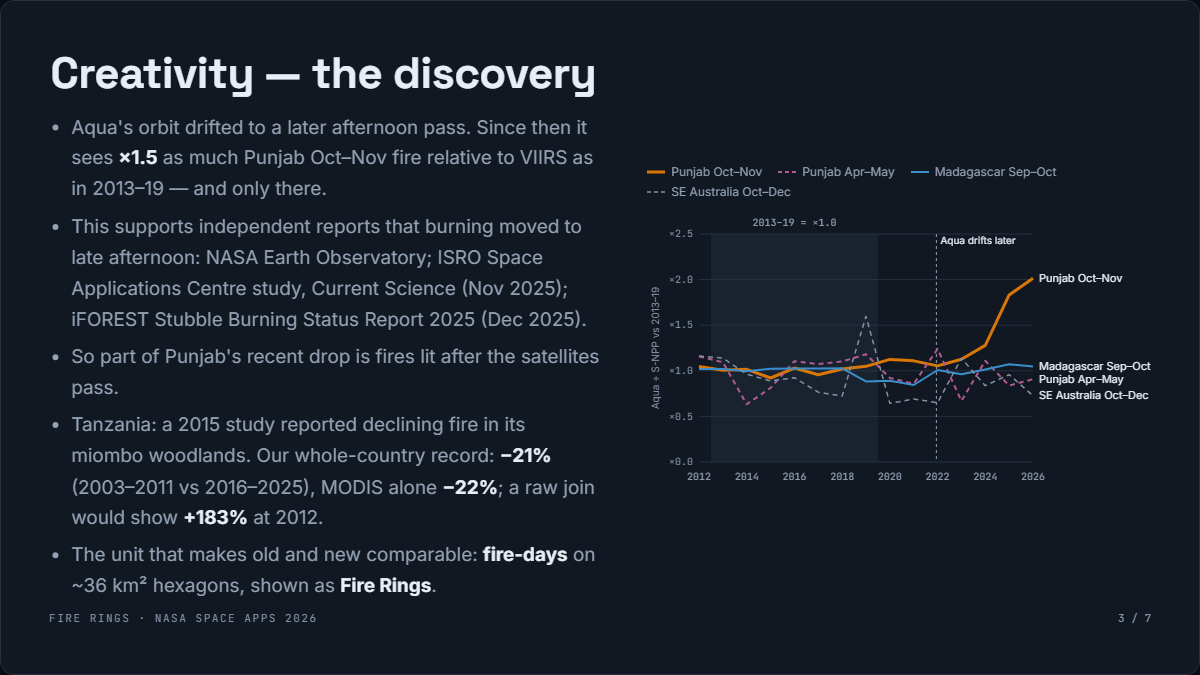 Creativity — the discovery
• Aqua's orbit drifted to a later afternoon pass. Since then it
sees ×1.5 as much Punjab Oct–Nov fire relative to VIIRS as
in 2013–19 — and only there.
• This supports independent reports that burning moved to
late afternoon: NASA Earth Observatory; ISRO Space
Applications Centre study, Current Science (Nov 2025);
iFOREST Stubble Burning Status Report 2025 (Dec 2025).
• So part of Punjab's recent drop is fires lit after the satellites
pass.
• Tanzania: a 2015 study reported declining fire in its
miombo woodlands. Our whole-country record: −21%
(2003–2011 vs 2016–2025), MODIS alone −22%; a raw join
would show +183% at 2012.
• The unit that makes old and new comparable: fire-days on
~36 km² hexagons, shown as Fire Rings.
Punjab Oct–Nov Punjab Apr–May Madagascar Sep–Oct
SE Australia Oct–Dec
2013–19 = ×1.0
×2.5
Aqua drifts later
×2.0
Punjab Oct–Nov
×1.5
×1.0
Madagascar Sep–Oct
Punjab Apr–May
SE Australia Oct–Dec
×0.5
×0.0
Aqua ÷ S-NPP vs 2013–19
2012 2014 2016 2018 2020 2022 2024 2026
FIRE RINGS · NASA SPACE APPS 2026
3 / 7